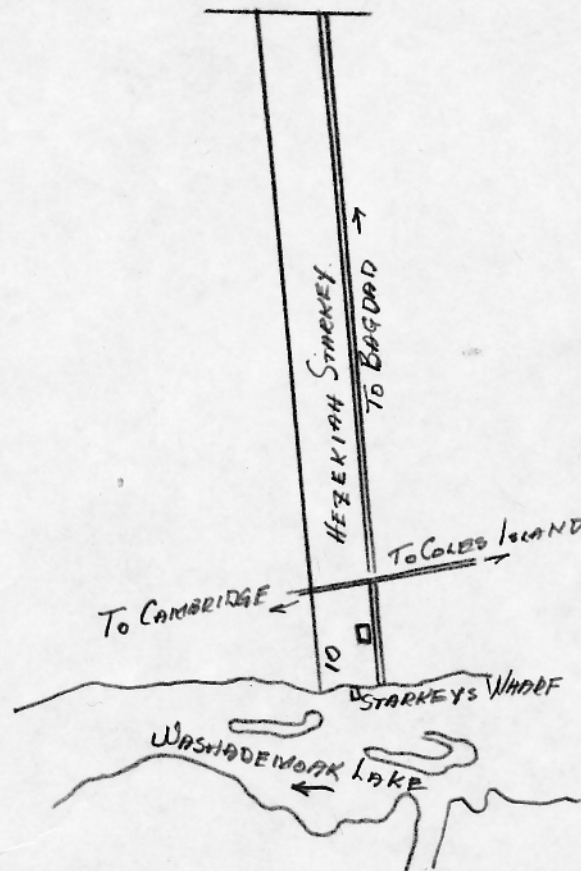 HEZEKIAH STARKEY
TO BAGDAD
TO COLES ISLAND
TO CAMBRIDGE
10
STARKEYS WHARF
WASHADEMOAK LAKE